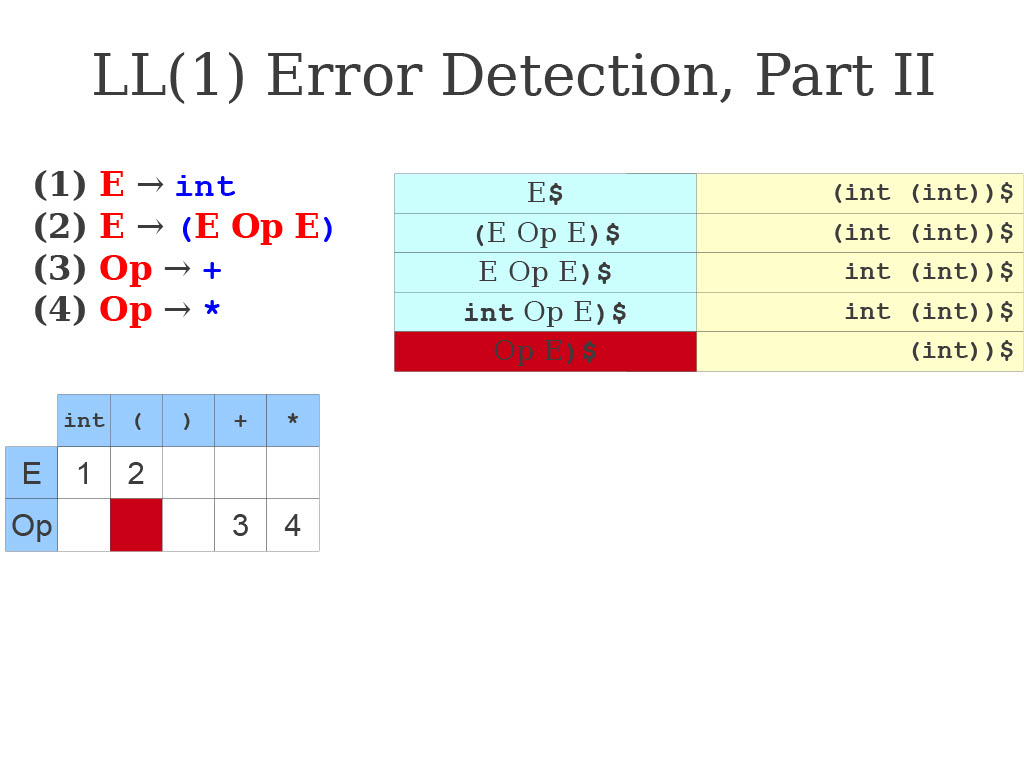 LL(1) Error Detection, Part II
(1) E → int
(2) E → (E Op E)
(3) Op → +
(4) Op → *
E$ (int (int))$
(E Op E)$ (int (int))$
E Op E)$ int (int))$
int Op E)$ int (int))$
Op E)$ (int))$
int ( ) + *
E 1 2
Op 3 4